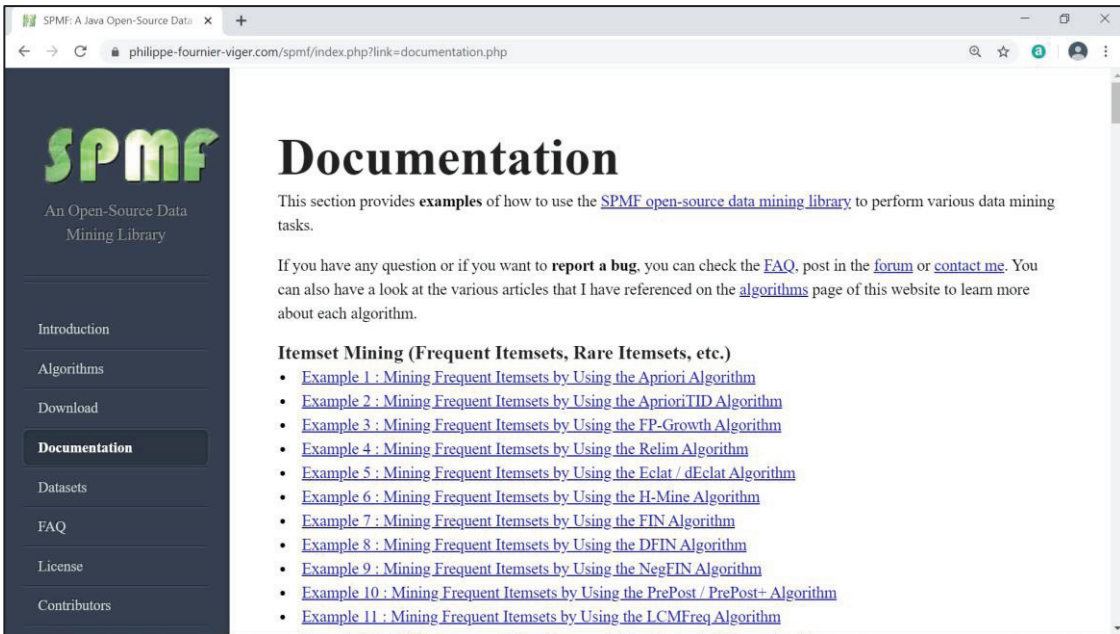 SPMF: A Java Open-Source Data
philippe-fournier-viger.com/spmf/index.php?link=documentation.php
SPMF
An Open-Source Data
Mining Library
Introduction
Algorithms
Download
Documentation
Datasets
FAQ
License
Contributors
Documentation
This section provides examples of how to use the SPMF open-source data mining library to perform various data mining
tasks.
If you have any question or if you want to report a bug, you can check the FAQ, post in the forum or contact me. You
can also have a look at the various articles that I have referenced on the algorithms page of this website to learn more
about each algorithm.
Itemset Mining (Frequent Itemsets, Rare Itemsets, etc.)
• Example 1 : Mining Frequent Itemsets by Using the Apriori Algorithm
• Example 2 : Mining Frequent Itemsets by Using the AprioriTID Algorithm
• Example 3 : Mining Frequent Itemsets by Using the FP-Growth Algorithm
• Example 4 : Mining Frequent Itemsets by Using the Relim Algorithm
• Example 5 : Mining Frequent Itemsets by Using the Eclat / dEclat Algorithm
• Example 6 : Mining Frequent Itemsets by Using the H-Mine Algorithm
• Example 7 : Mining Frequent Itemsets by Using the FIN Algorithm
• Example 8 : Mining Frequent Itemsets by Using the DFIN Algorithm
• Example 9 : Mining Frequent Itemsets by Using the NegFIN Algorithm
• Example 10 : Mining Frequent Itemsets by Using the PrePost / PrePost+ Algorithm
• Example 11 : Mining Frequent Itemsets by Using the LCMFreq Algorithm